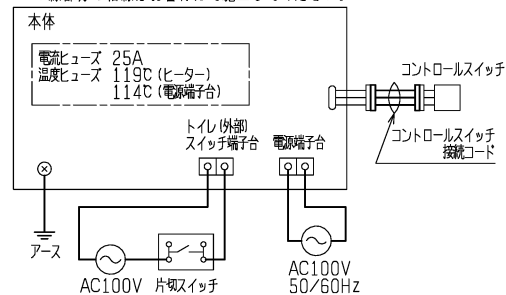 本体
電流ヒューズ 25A
温度ヒューズ 119℃ (ヒーター)
114℃ (電源端子台)
コントロールスイッチ
トイレ(外部)
スイッチ端子台
電源端子台
コントロールスイッチ
接続コード
アース
AC100V
片切スイッチ
AC100V
50/60Hz